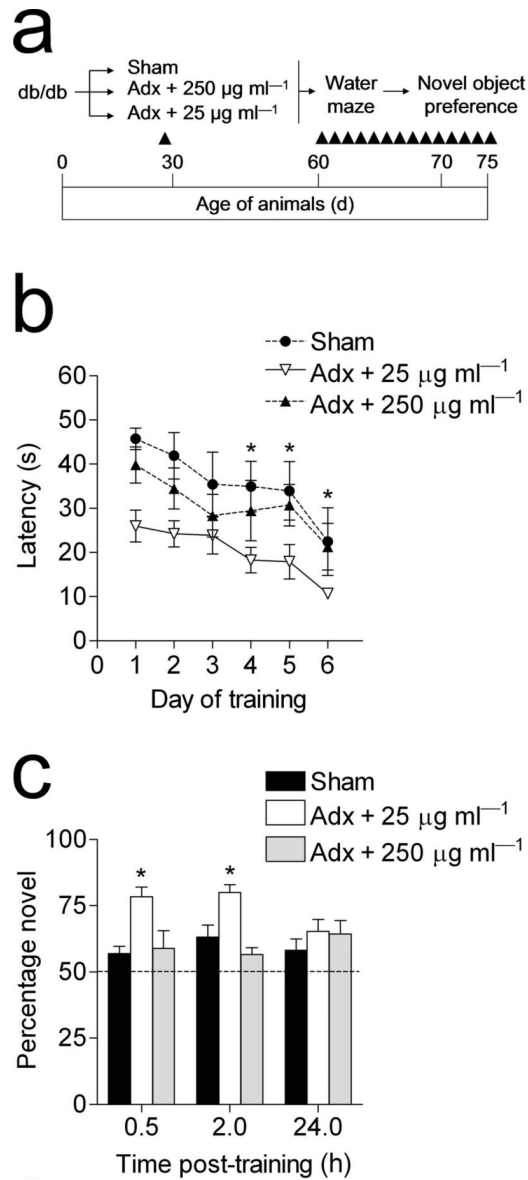 a
Sham
db/db Adx + 250 µg ml—1
Adx + 25 µg ml—1
Water maze
Novel object preference
0 30 60 70 75
Age of animals (d)
b
Sham
Adx + 25 µg ml—1
Adx + 250 µg ml—1
60
50
40
30
20
10
0
Latency (s)
* * *
0 1 2 3 4 5 6
Day of training
c
Sham
Adx + 25 µg ml—1
Adx + 250 µg ml—1
100
75
50
25
0
Percentage novel
* *
0.5 2.0 24.0
Time post-training (h)